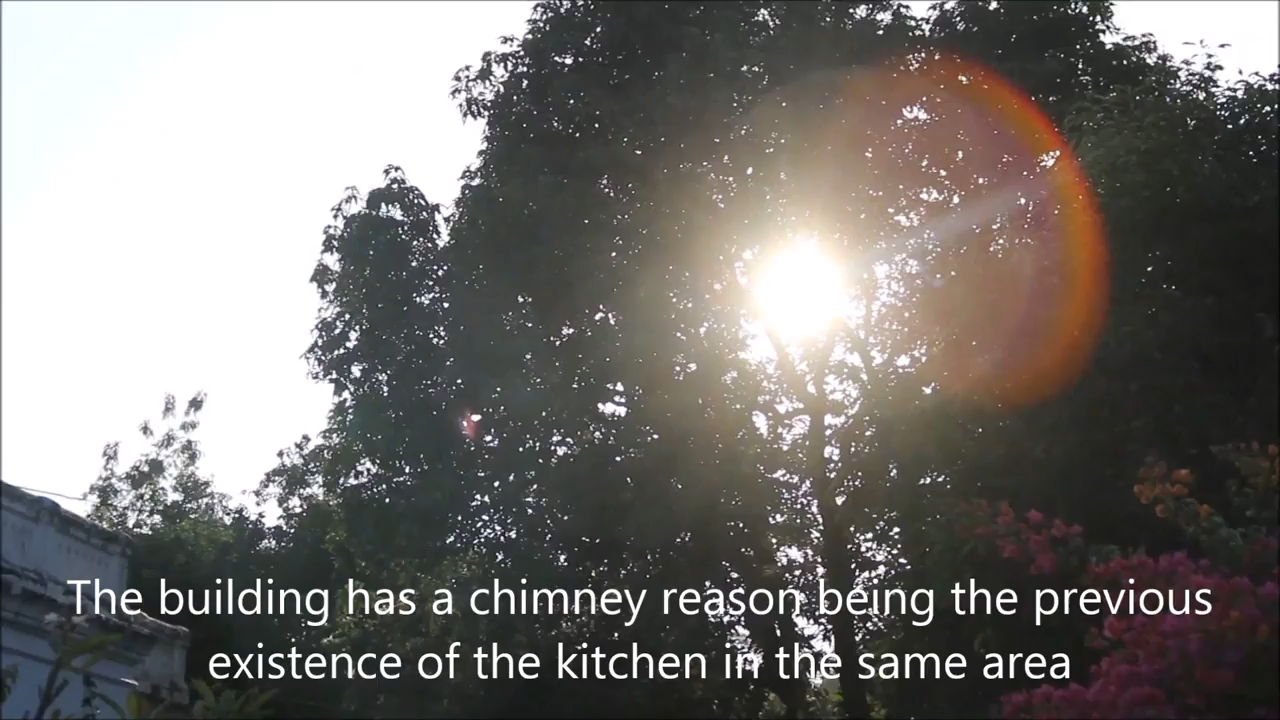 The building has a chimney reason being the previous
existence of the kitchen in the same area